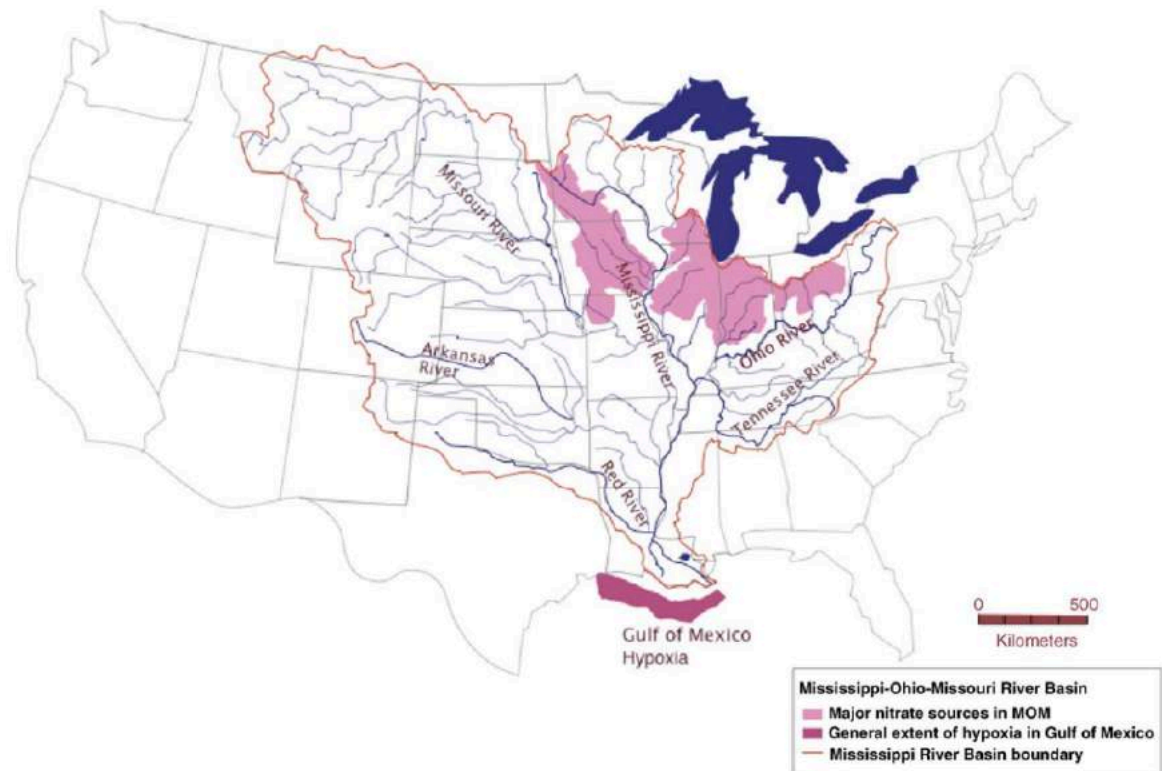 Missouri River
Mississippi River
Arkansas
River
Ohio River
Tennessee River
Red River
Gulf of Mexico
Hypoxia
0 500
Kilometers
Mississippi-Ohio-Missouri River Basin
Major nitrate sources in MOM
General extent of hypoxia in Gulf of Mexico
Mississippi River Basin boundary